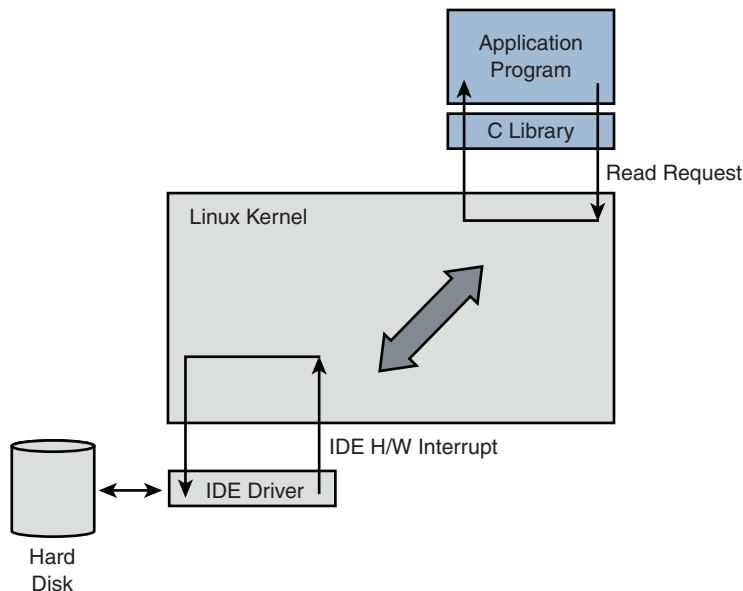 Application
Program
C Library
Read Request
Linux Kernel
IDE H/W Interrupt
IDE Driver
Hard
Disk